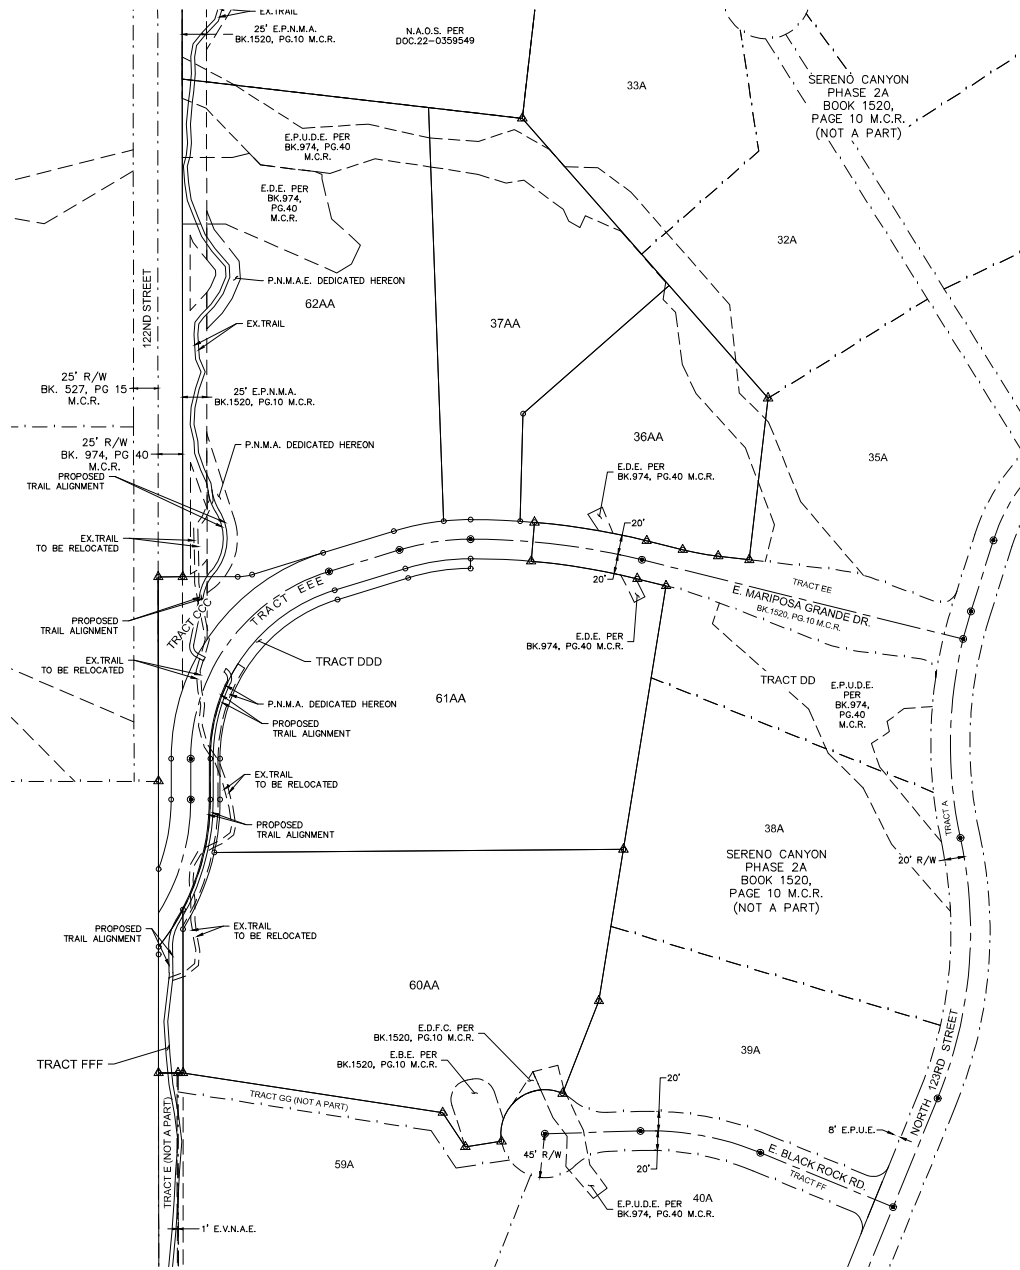 EX.TRAIL
25' E.P.N.M.A.
BK.1520, PG.10 M.C.R.
N.A.O.S. PER
DOC.22-0359549
33A
SERENO CANYON
PHASE 2A
BOOK 1520,
PAGE 10 M.C.R.
(NOT A PART)
E.P.U.D.E. PER
BK.974, PG.40
M.C.R.
E.D.E. PER
BK.974,
PG.40
M.C.R.
32A
P.N.M.A.E. DEDICATED HEREON
62AA
122ND STREET
EX.TRAIL
37AA
25' R/W
BK. 527, PG 15
M.C.R.
25' E.P.N.M.A.
BK.1520, PG.10 M.C.R.
25' R/W
BK. 974, PG 40
M.C.R.
P.N.M.A. DEDICATED HEREON
36AA
35A
PROPOSED
TRAIL ALIGNMENT
E.D.E. PER
BK.974, PG.40 M.C.R.
20'
EX.TRAIL
TO BE RELOCATED
20'
TRACT EEE
TRACT EE
E. MARIPOSA GRANDE DR.
BK.1520, PG.10 M.C.R.
TRACT CCC
PROPOSED
TRAIL ALIGNMENT
E.D.E. PER
BK.974, PG.40 M.C.R.
EX.TRAIL
TO BE RELOCATED
TRACT DDD
TRACT DD
E.P.U.D.E.
PER
BK.974,
PG.40
M.C.R.
61AA
P.N.M.A. DEDICATED HEREON
PROPOSED
TRAIL ALIGNMENT
EX.TRAIL
TO BE RELOCATED
PROPOSED
TRAIL ALIGNMENT
TRACT A
38A
SERENO CANYON
PHASE 2A
BOOK 1520,
PAGE 10 M.C.R.
(NOT A PART)
20' R/W
PROPOSED
TRAIL ALIGNMENT
EX.TRAIL
TO BE RELOCATED
60AA
E.D.F.C. PER
BK.1520, PG.10 M.C.R.
E.B.E. PER
BK.1520, PG.10 M.C.R.
39A
TRACT FFF
NORTH 123RD STREET
20'
TRACT GG (NOT A PART)
TRACT E (NOT A PART)
8' E.P.U.E.
59A
45' R/W
20'
E. BLACK ROCK RD.
TRACT FF
40A
E.P.U.D.E. PER
BK.974, PG.40 M.C.R.
1' E.V.N.A.E.